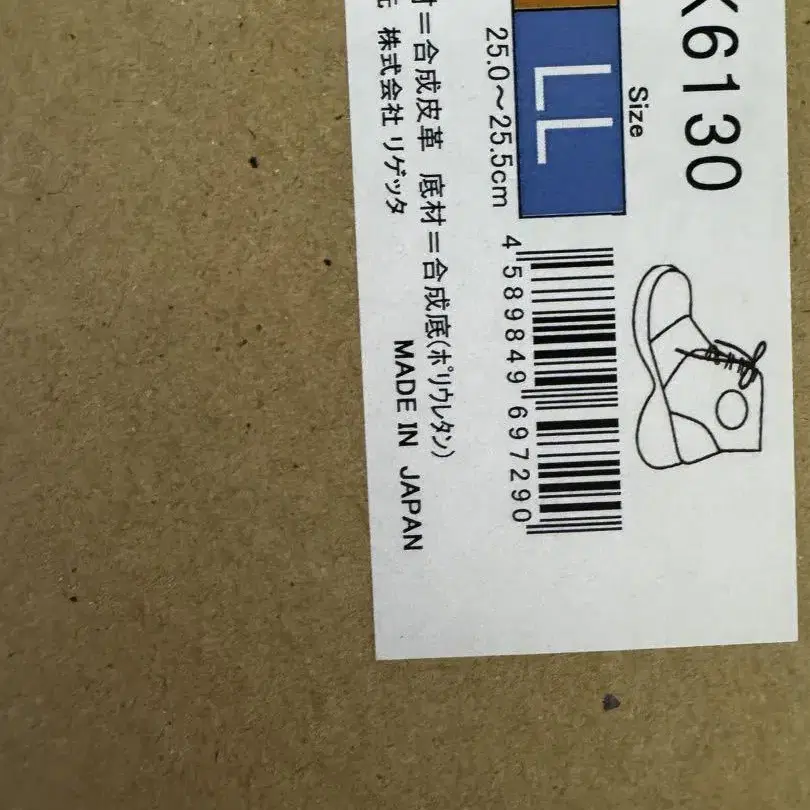 K6130
Size
LL
25.0～25.5cm
4 589849 697290
材＝合成皮革 底材＝合成底(ポリウレタン)
元 株式会社 リゲッタ
MADE IN JAPAN